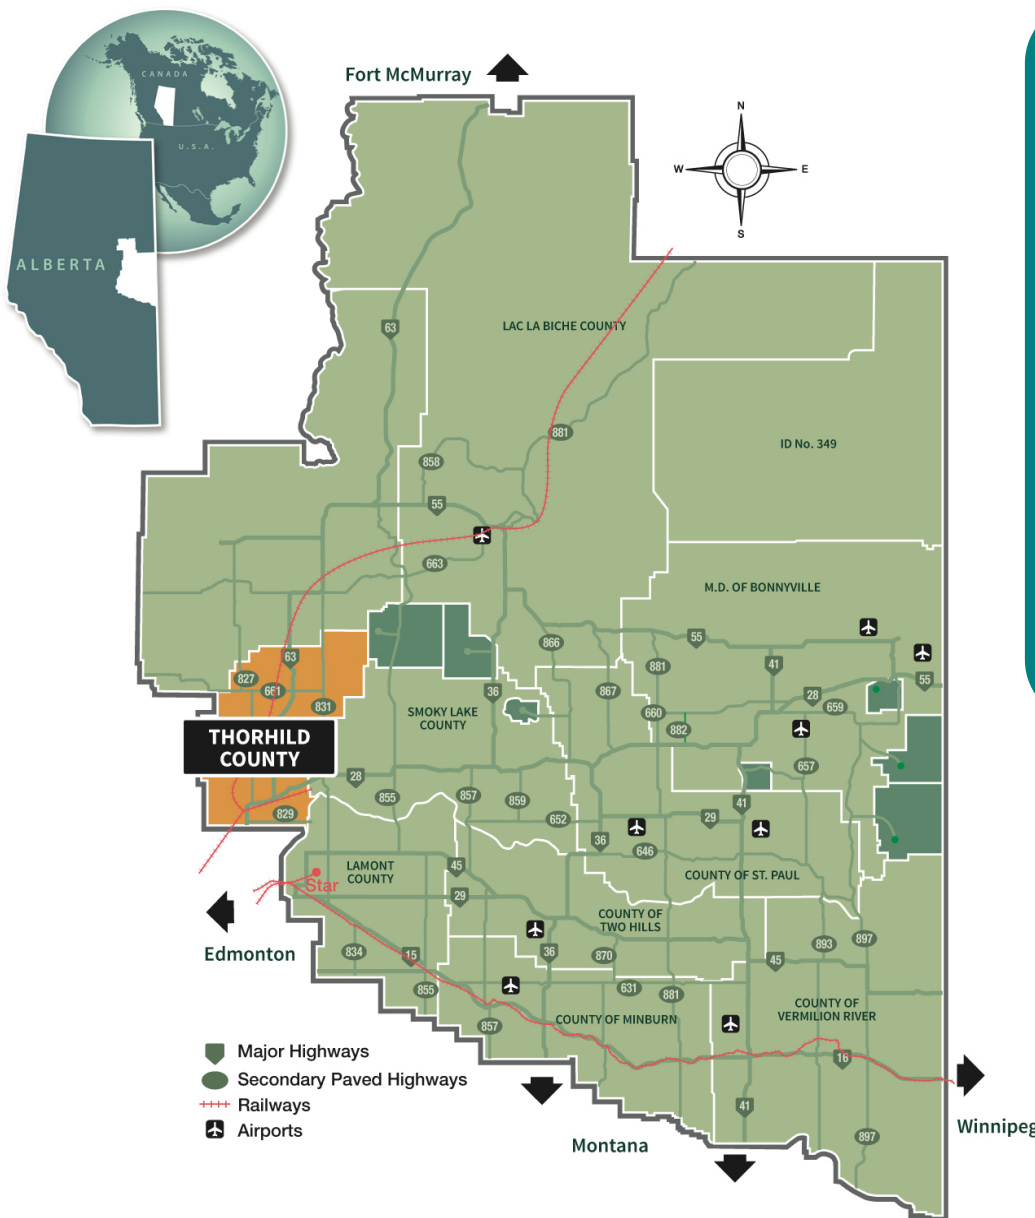 Fort McMurray
CANADA
U.S.A.
ALBERTA
N
W
E
S
63
LAC LA BICHE COUNTY
881
858
ID No. 349
55
663
M.D. OF BONNYVILLE
866
55
881
41
63
827
661
831
36
867
28
659
55
660
882
SMOKY LAKE
COUNTY
THORHILD
COUNTY
657
28
855
857
859
41
829
652
29
36
646
LAMONT
COUNTY
45
Star
COUNTY OF ST. PAUL
29
COUNTY OF
TWO HILLS
Edmonton
834
15
36
870
893
897
45
855
631
881
COUNTY OF
VERMILION RIVER
857
COUNTY OF MINBURN
16
Major Highways
Secondary Paved Highways
Railways
Airports
41
897
Montana
Winnipeg